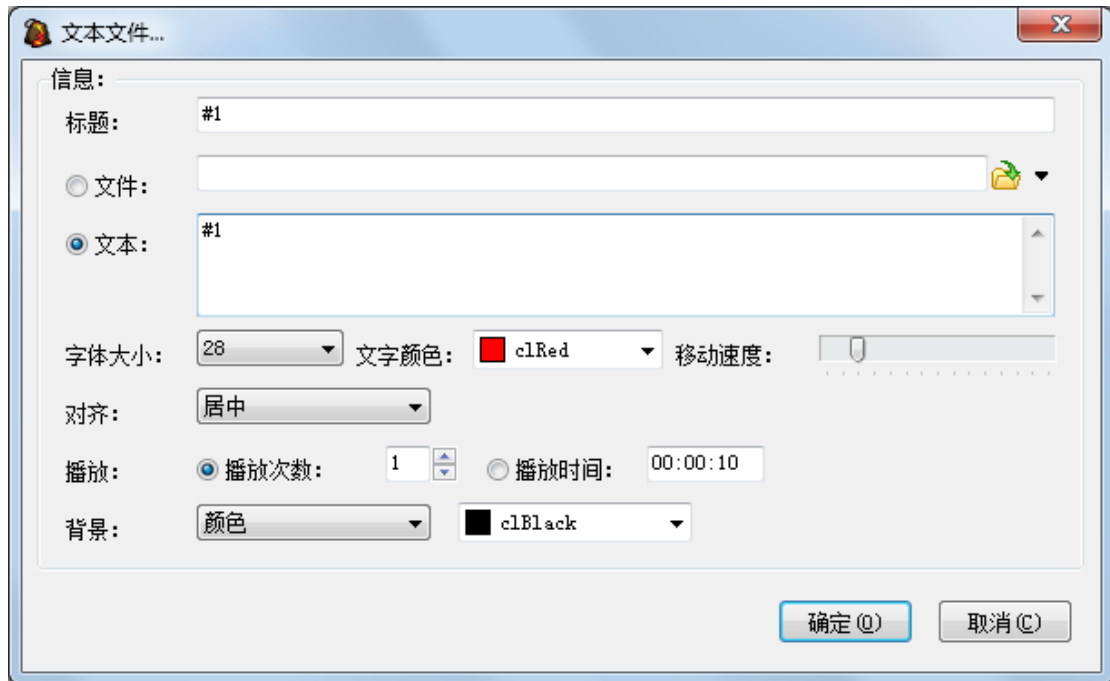 文本文件...
信息：
标题： #1
文件：
文本： #1
字体大小： 28 文字颜色： clRed 移动速度：
对齐： 居中
播放： 播放次数： 1 播放时间： 00:00:10
背景： 颜色 clBlack
确定(O) 取消(C)